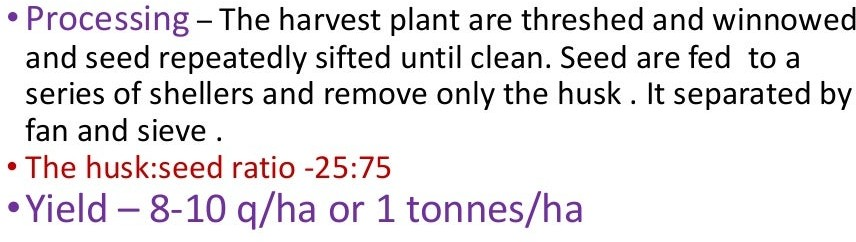 • Processing – The harvest plant are threshed and winnowed
and seed repeatedly sifted until clean. Seed are fed  to a
series of shellers and remove only the husk . It separated by
fan and sieve .
• The husk:seed ratio -25:75
• Yield – 8-10 q/ha or 1 tonnes/ha